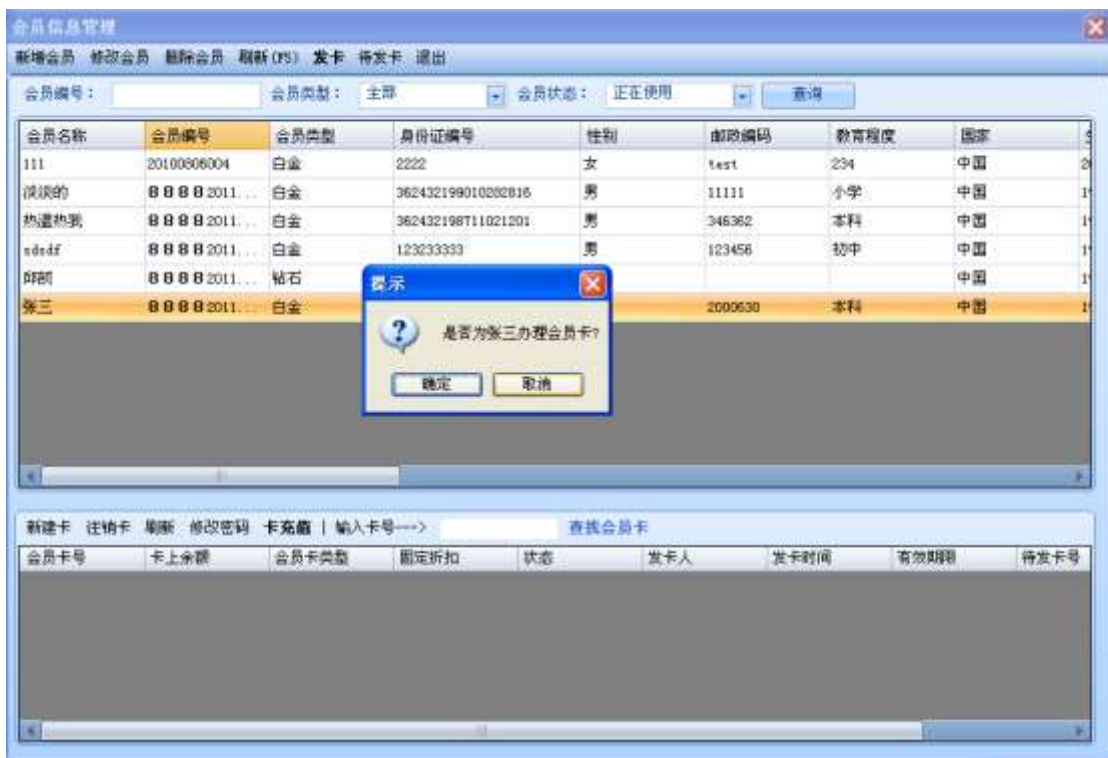 会员信息管理
新增会员 修改会员 删除会员 刷新(F5) 发卡 待发卡 退出
会员编号： 会员类型： 全部 会员状态： 正在使用 查询
会员名称 会员编号 会员类型 身份证编号 性别 邮政编码 教育程度 国家
111 20100806004 白金 2222 女 test 234 中国
淡淡的 88882011... 白金 362432199010282816 男 11111 小学 中国
88882011... 白金 362432198711021201 男 346362 本科 中国
sdsdf 88882011... 白金 123233333 男 123456 初中 中国
88882011... 钻石 中国
张三 88882011... 白金 2000630 本科 中国
提示
是否为张三办理会员卡?
确定 取消
新建卡 注销卡 刷新 修改密码 卡充值 | 输入卡号---> 查找会员卡
会员卡号 卡上余额 会员卡类型 固定折扣 状态 发卡人 发卡时间 有效期限 待发卡号